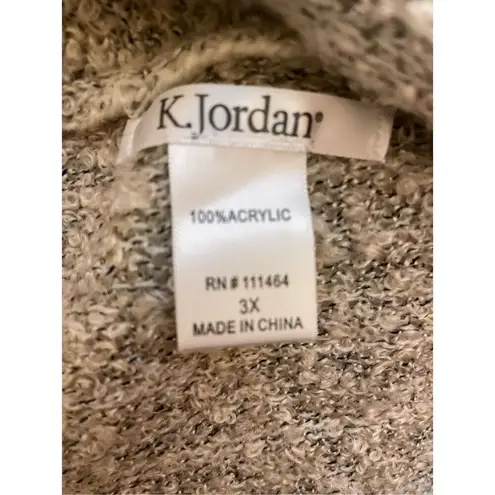 K.Jordan®
100%ACRYLIC
RN # 111464
3X
MADE IN CHINA